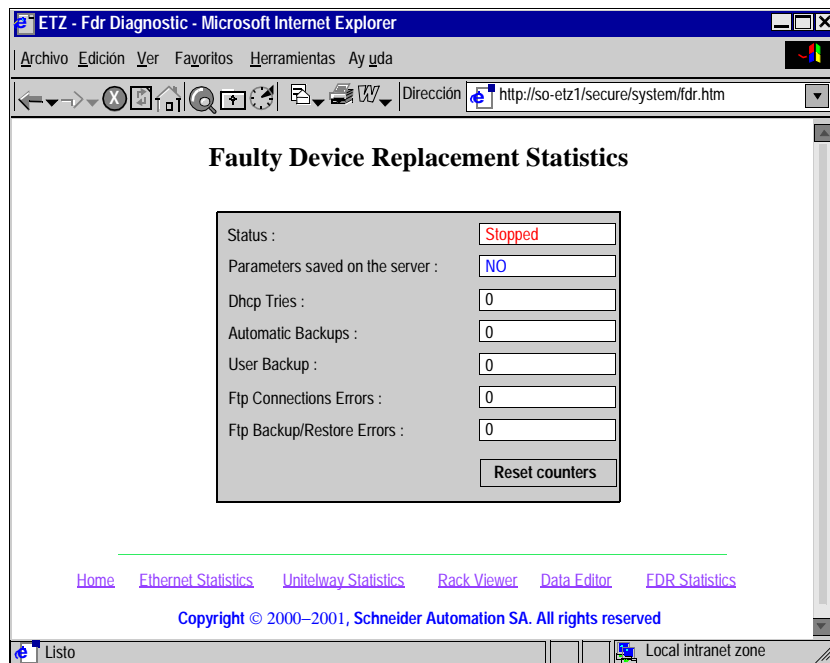 ETZ - Fdr Diagnostic - Microsoft Internet Explorer
Archivo Edición Ver Favoritos Herramientas Ay uda
Dirección http://so-etz1/secure/system/fdr.htm
Faulty Device Replacement Statistics
Status : Stopped
Parameters saved on the server : NO
Dhcp Tries : 0
Automatic Backups : 0
User Backup : 0
Ftp Connections Errors : 0
Ftp Backup/Restore Errors : 0
Reset counters
Home Ethernet Statistics Unitelway Statistics Rack Viewer Data Editor FDR Statistics
Copyright © 2000–2001, Schneider Automation SA. All rights reserved
Listo Local intranet zone